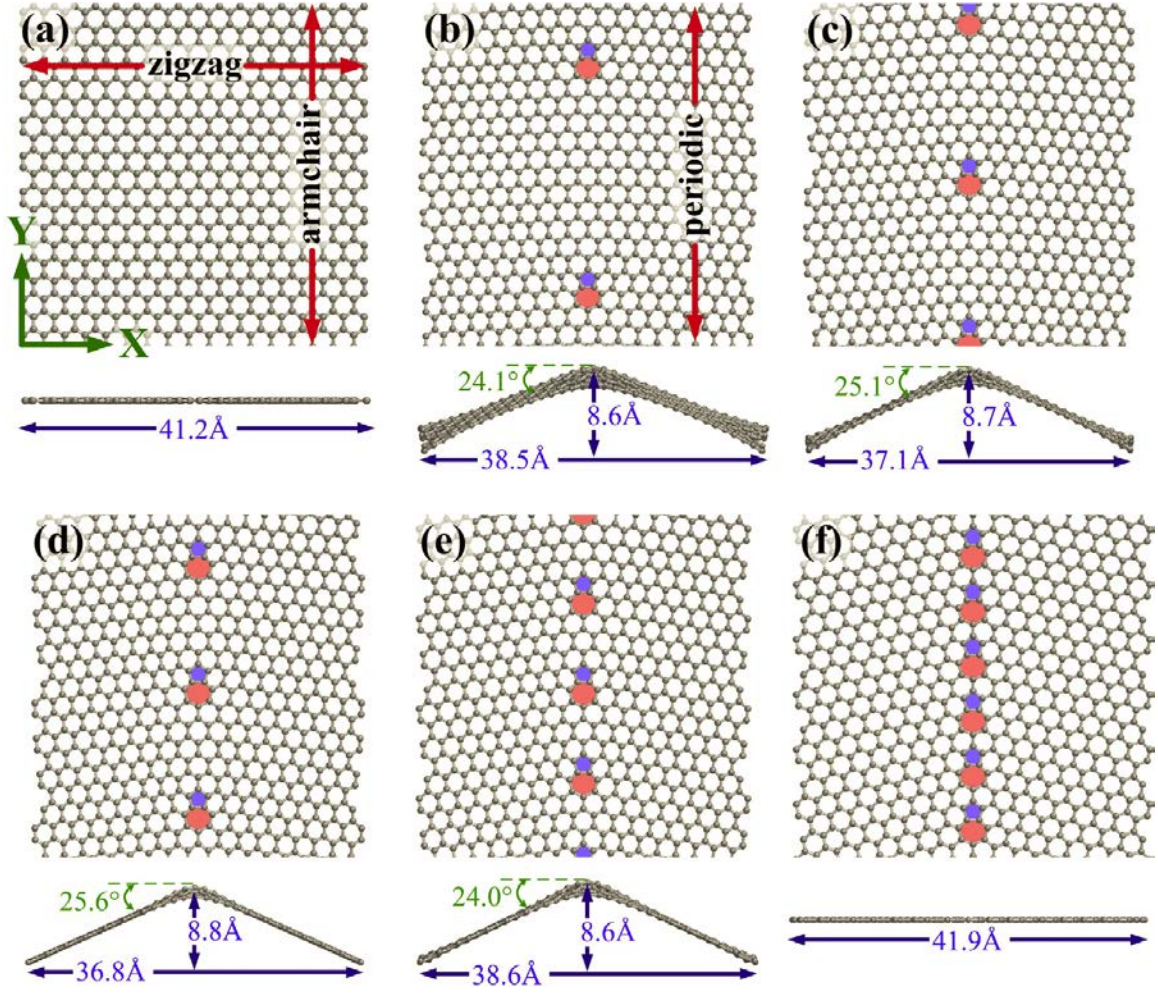 (a)
zigzag
armchair
Y
X
41.2Å
(b)
periodic
24.1°
8.6Å
38.5Å
(c)
25.1°
8.7Å
37.1Å
(d)
25.6°
8.8Å
36.8Å
(e)
24.0°
8.6Å
38.6Å
(f)
41.9Å